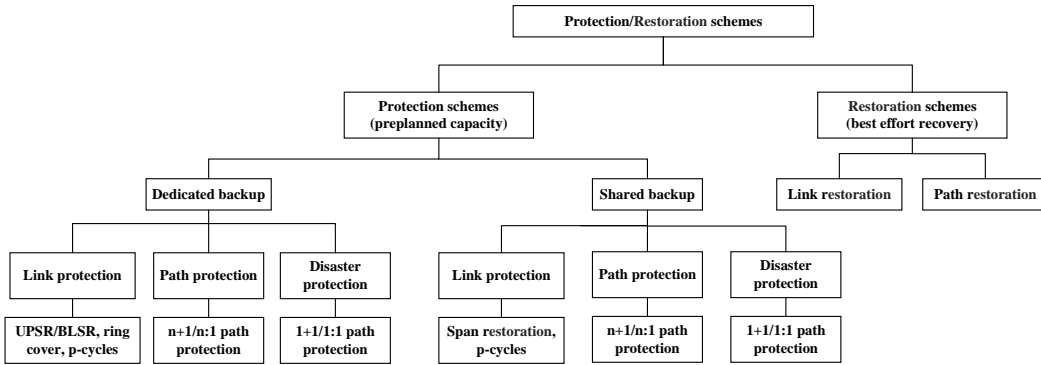 Protection/Restoration schemes
Protection schemes
(preplanned capacity)
Restoration schemes
(best effort recovery)
Dedicated backup
Shared backup
Link restoration
Path restoration
Link protection
Path protection
Disaster
protection
Link protection
Path protection
Disaster
protection
UPSR/BLSR, ring
cover, p-cycles
n+1/n:1 path
protection
1+1/1:1 path
protection
Span restoration,
p-cycles
n+1/n:1 path
protection
1+1/1:1 path
protection